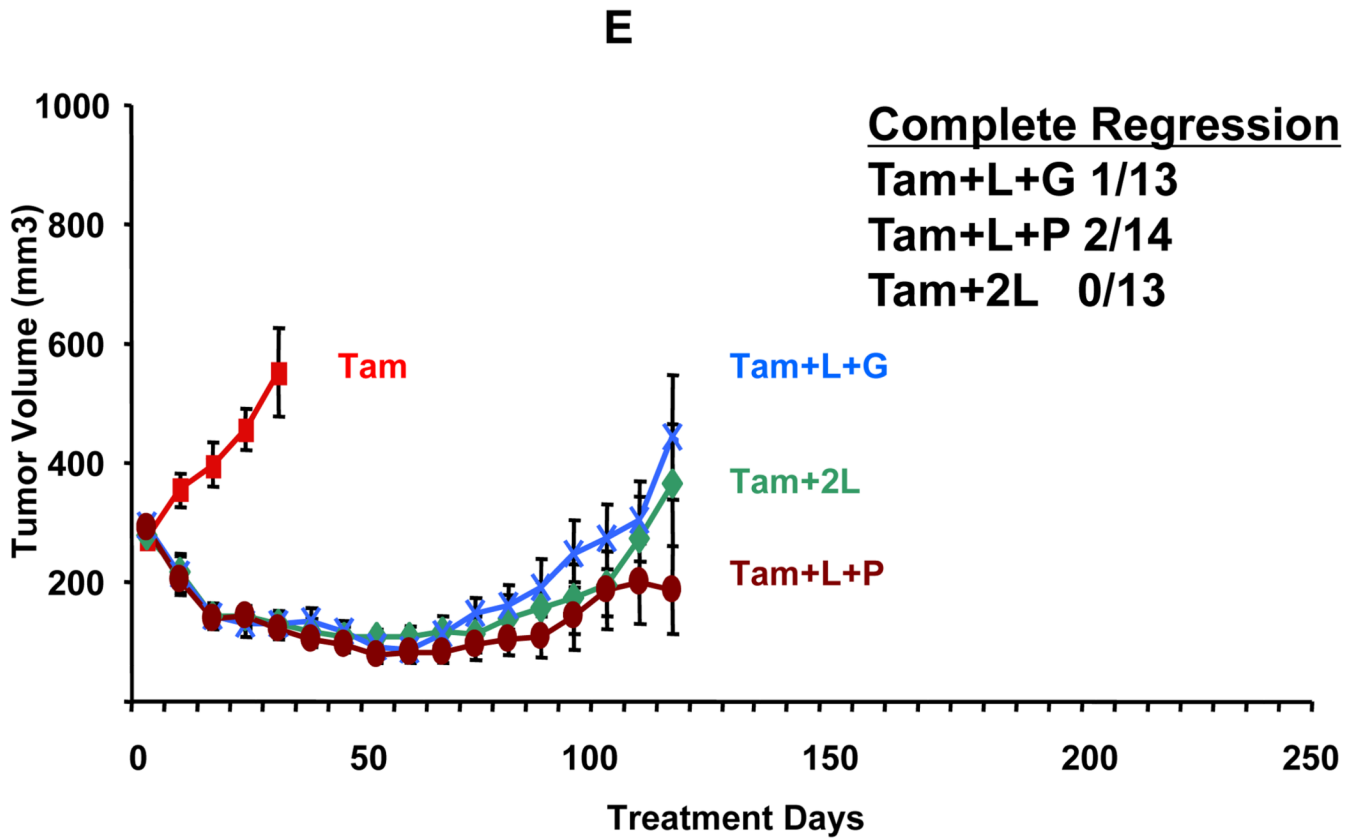 E
1000
800
600
400
200
Tumor Volume (mm3)
Complete Regression
Tam+L+G 1/13
Tam+L+P 2/14
Tam+2L 0/13
Tam
Tam+L+G
Tam+2L
Tam+L+P
0 50 100 150 200 250
Treatment Days